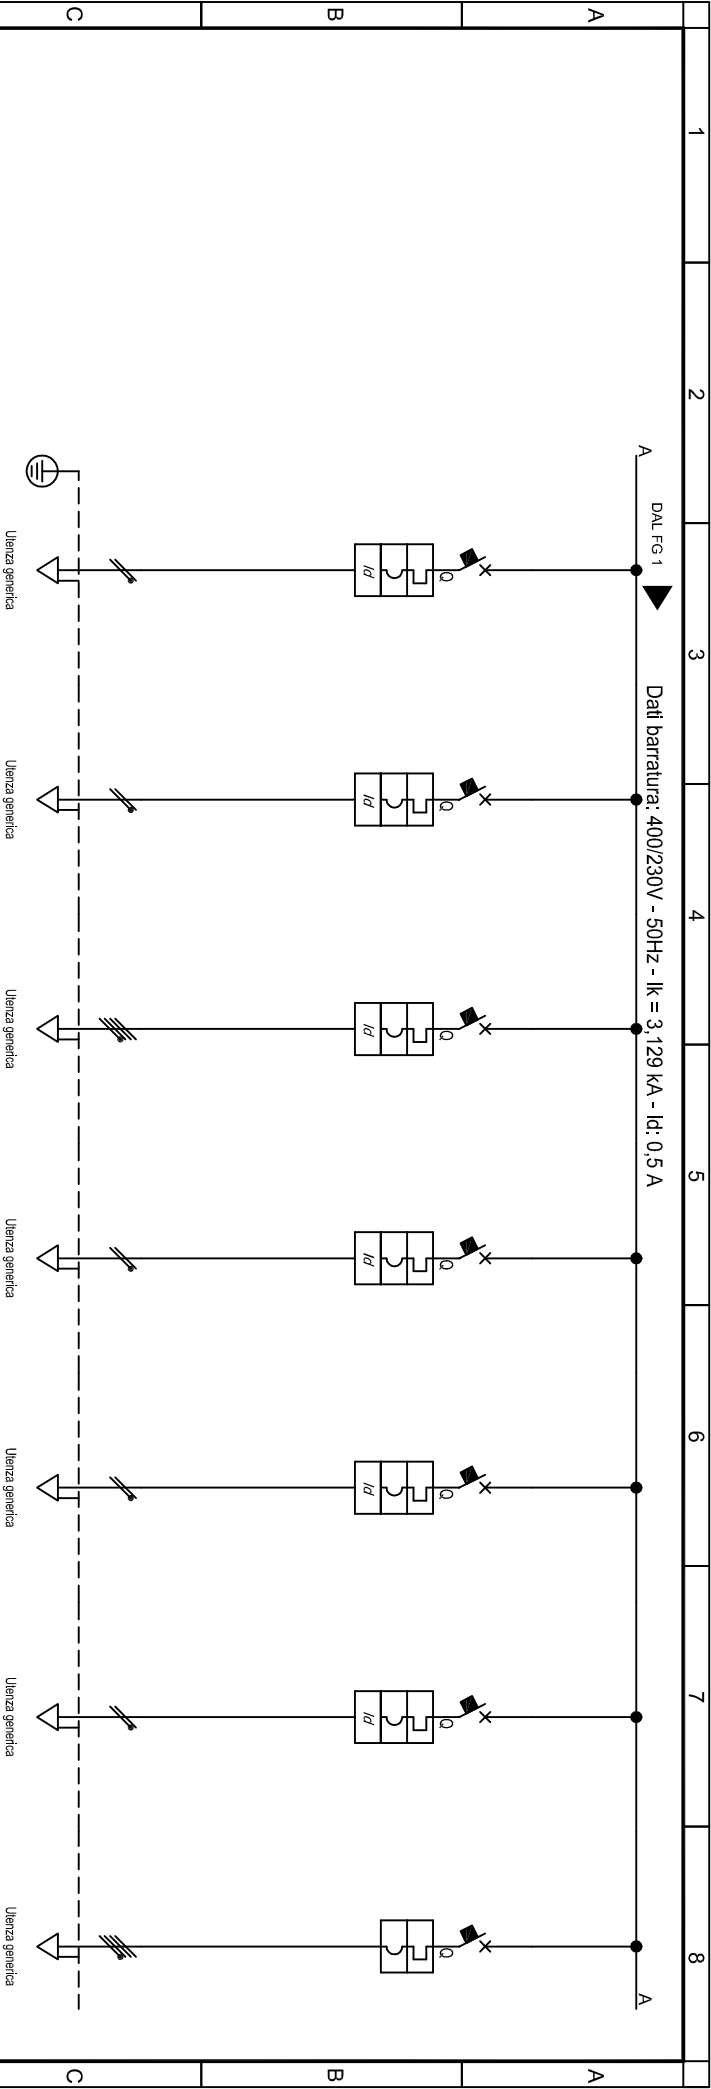 1
2
3
4
5
6
7
8
A
A
DAL FG 1
Dati barratura: 400/230V - 50Hz - Ik = 3,129 kA - Id: 0,5 A
A
A
Q
Q
Q
Q
Q
Q
Q
B
B
Id
Id
Id
Id
Id
Id
C
C
Utenza generica
Utenza generica
Utenza generica
Utenza generica
Utenza generica
Utenza generica
Utenza generica